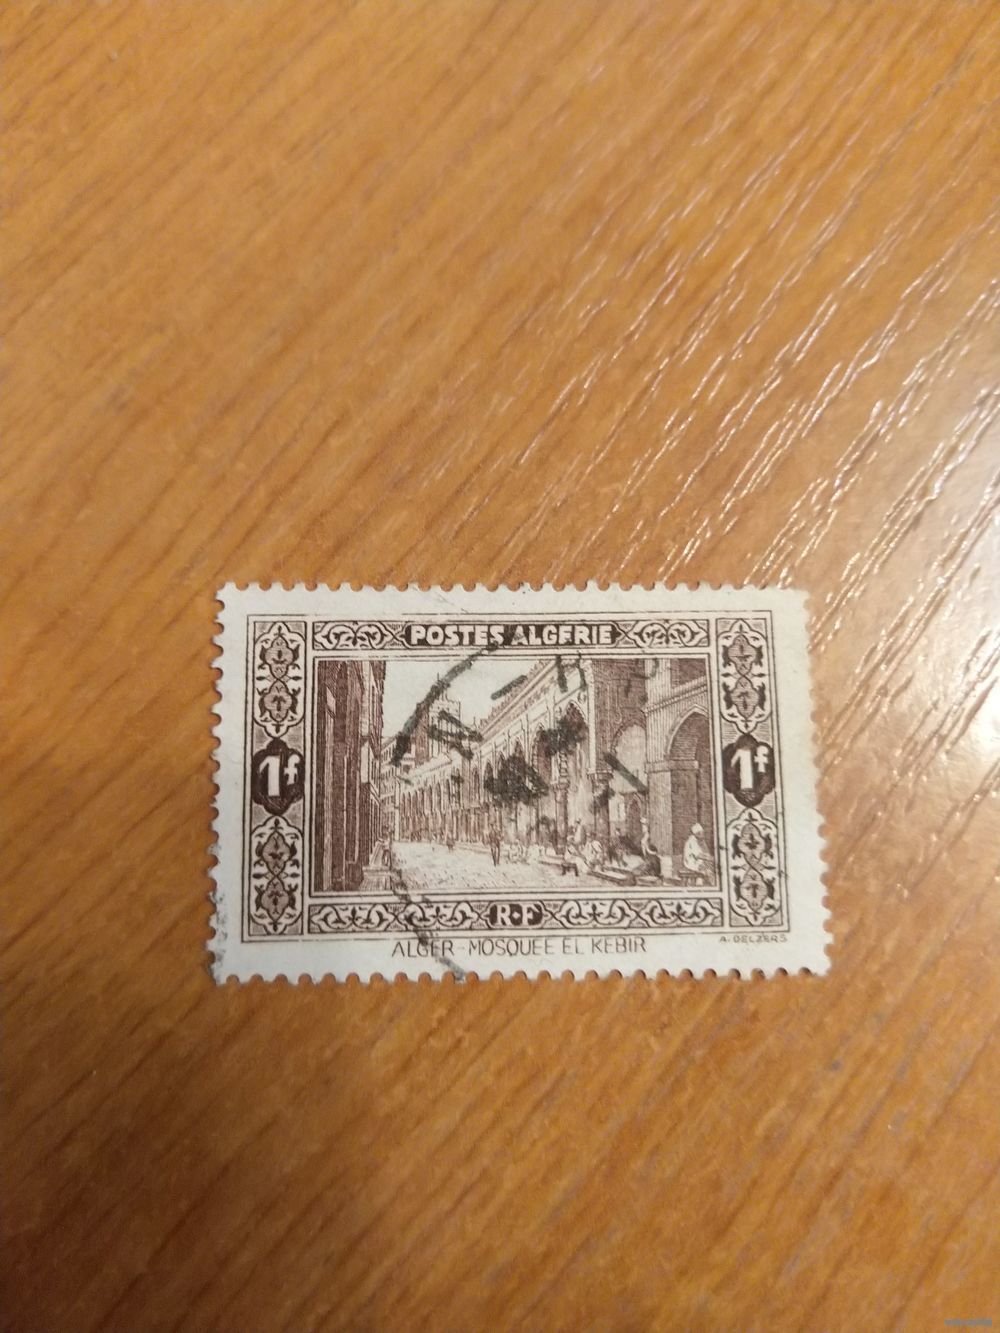 POSTES ALGERIE
1f 1f
R·F
ALGER - MOSQUEE EL KEBIR
A. DELZERS